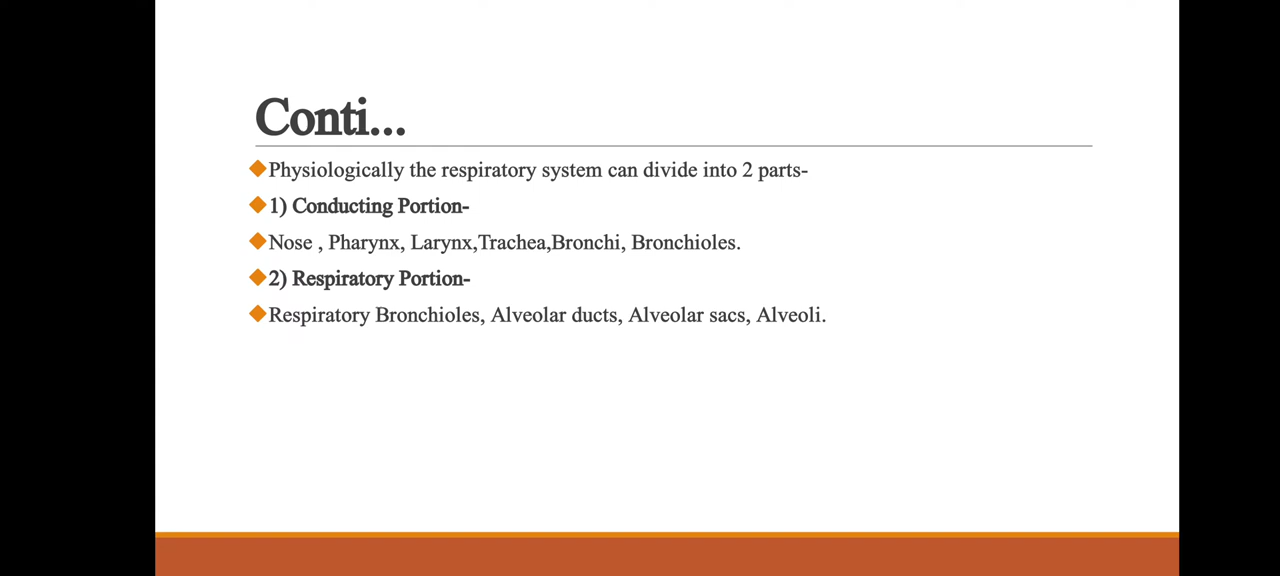 Conti...
Physiologically the respiratory system can divide into 2 parts-
1) Conducting Portion-
Nose , Pharynx, Larynx,Trachea,Bronchi, Bronchioles.
2) Respiratory Portion-
Respiratory Bronchioles, Alveolar ducts, Alveolar sacs, Alveoli.